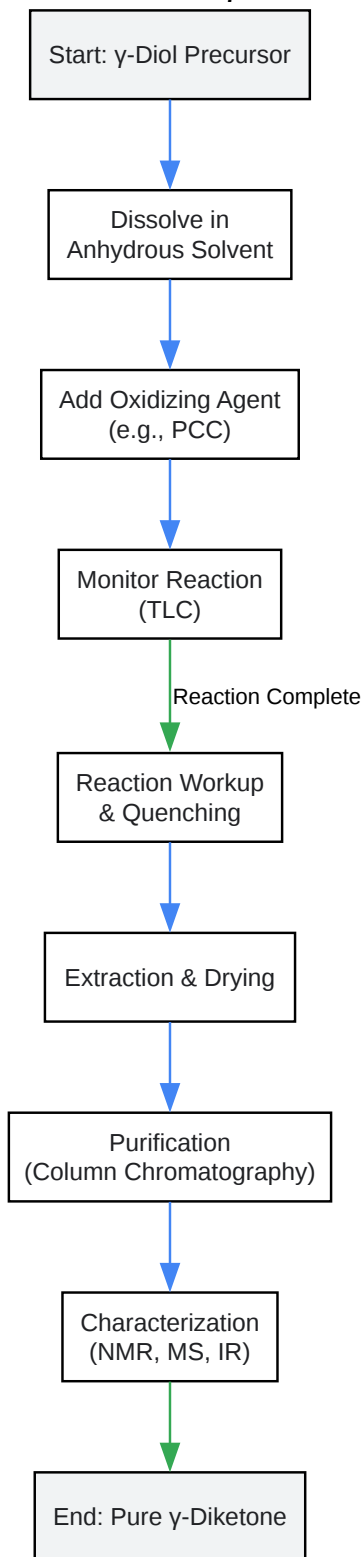 Start: γ-Diol Precursor
Dissolve in
Anhydrous Solvent
Add Oxidizing Agent
(e.g., PCC)
Monitor Reaction
(TLC)
Reaction Complete
Reaction Workup
& Quenching
Extraction & Drying
Purification
(Column Chromatography)
Characterization
(NMR, MS, IR)
End: Pure γ-Diketone